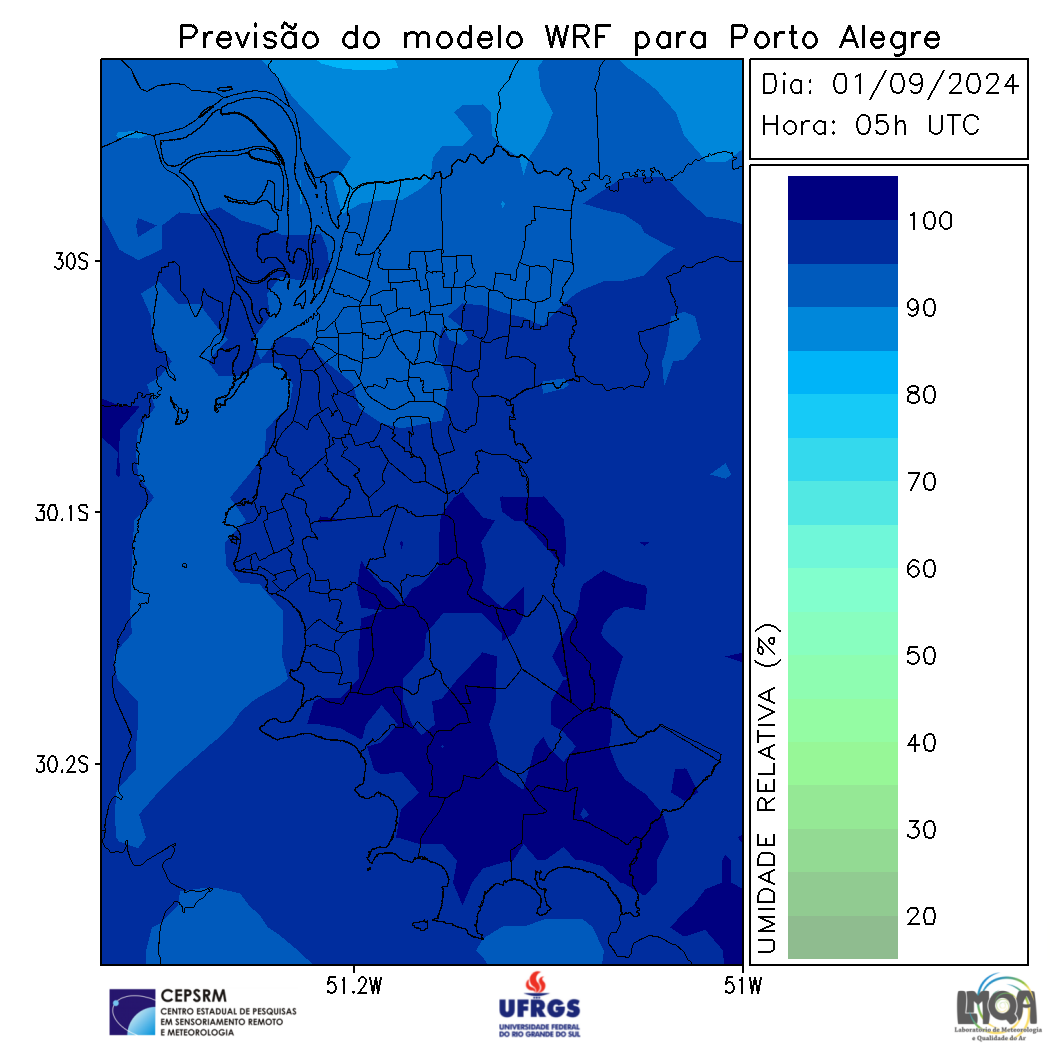 Previsão do modelo WRF para Porto Alegre
Dia: 01/09/2024
Hora: 05h UTC
100
90
80
70
60
50
40
30
20
UMIDADE RELATIVA (%)
30S
30.1S
30.2S
51.2W
51W
CEPSRM
CENTRO ESTADUAL DE PESQUISAS
EM SENSORIAMENTO REMOTO
E METEOROLOGIA
UFRGS
UNIVERSIDADE FEDERAL
DO RIO GRANDE DO SUL
LMQA
Laboratório de Meteorologia
e Qualidade do Ar